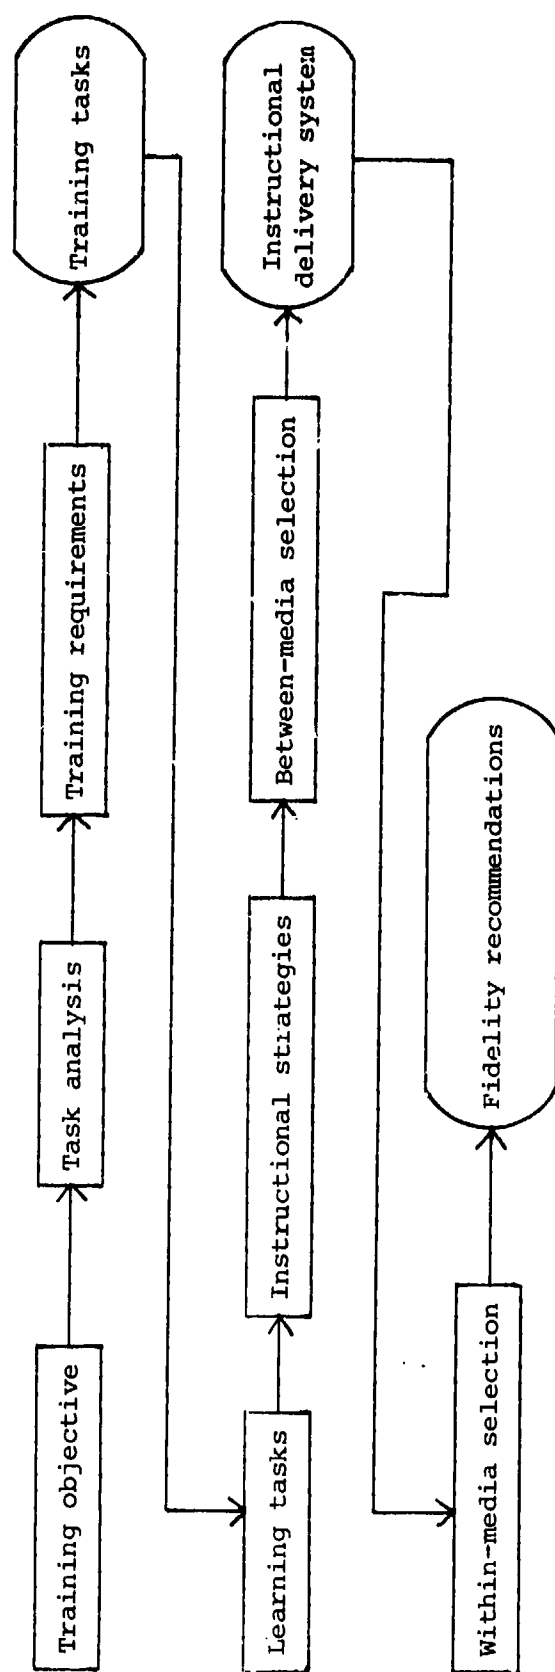 Training objective
Task analysis
Training requirements
Training tasks
Learning tasks
Instructional strategies
Between-media selection
Instructional
delivery system
Within-media selection
Fidelity recommendations